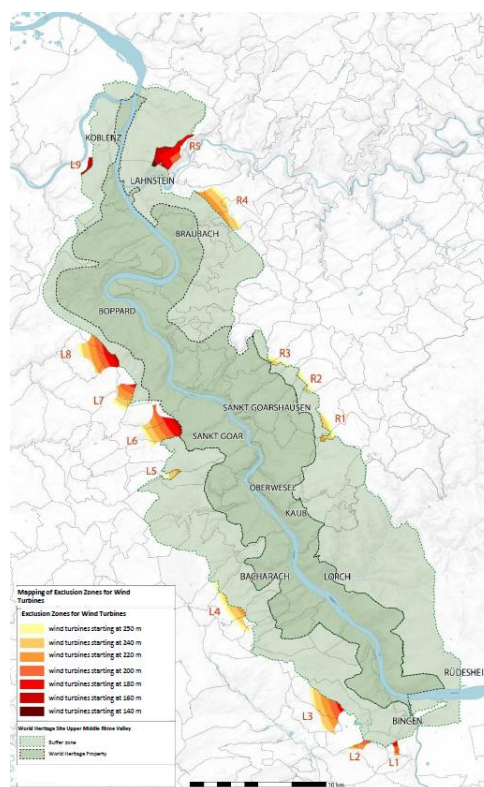 KOBLENZ
R5
L9
LAHNSTEIN
R4
BRAUBACH
BOPPARD
L8
R3
R2
L7
SANKT GOARSHAUSEN
R1
L6
SANKT GOAR
L5
OBERWESEL
KAUB
BACHARACH
LORCH
L4
RÜDESHEI
L3
BINGEN
L2
L1
Mapping of Exclusion Zones for Wind
Turbines
Exclusion Zones for Wind Turbines
wind turbines starting at 250 m
wind turbines starting at 240 m
wind turbines starting at 220 m
wind turbines starting at 200 m
wind turbines starting at 180 m
wind turbines starting at 160 m
wind turbines starting at 140 m
World Heritage Site Upper Middle Rhine Valley
Buffer zone
World Heritage Property
10 km